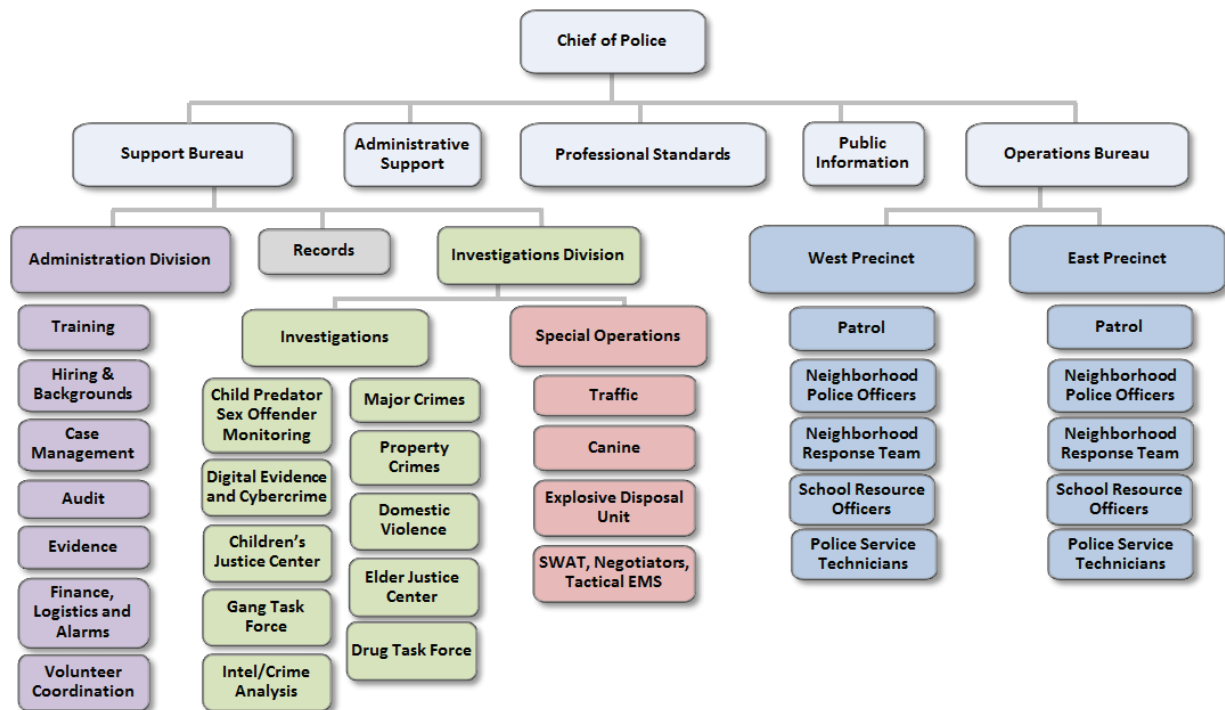 Chief of Police
Support Bureau
Administrative
Support
Professional Standards
Public
Information
Operations Bureau
Administration Division
Records
Investigations Division
West Precinct
East Precinct
Training
Hiring &
Backgrounds
Case
Management
Audit
Evidence
Finance,
Logistics and
Alarms
Volunteer
Coordination
Investigations
Child Predator
Sex Offender
Monitoring
Digital Evidence
and Cybercrime
Children’s
Justice Center
Gang Task
Force
Intel/Crime
Analysis
Major Crimes
Property
Crimes
Domestic
Violence
Elder Justice
Center
Drug Task Force
Special Operations
Traffic
Canine
Explosive Disposal
Unit
SWAT, Negotiators,
Tactical EMS
Patrol
Neighborhood
Police Officers
Neighborhood
Response Team
School Resource
Officers
Police Service
Technicians
Patrol
Neighborhood
Police Officers
Neighborhood
Response Team
School Resource
Officers
Police Service
Technicians